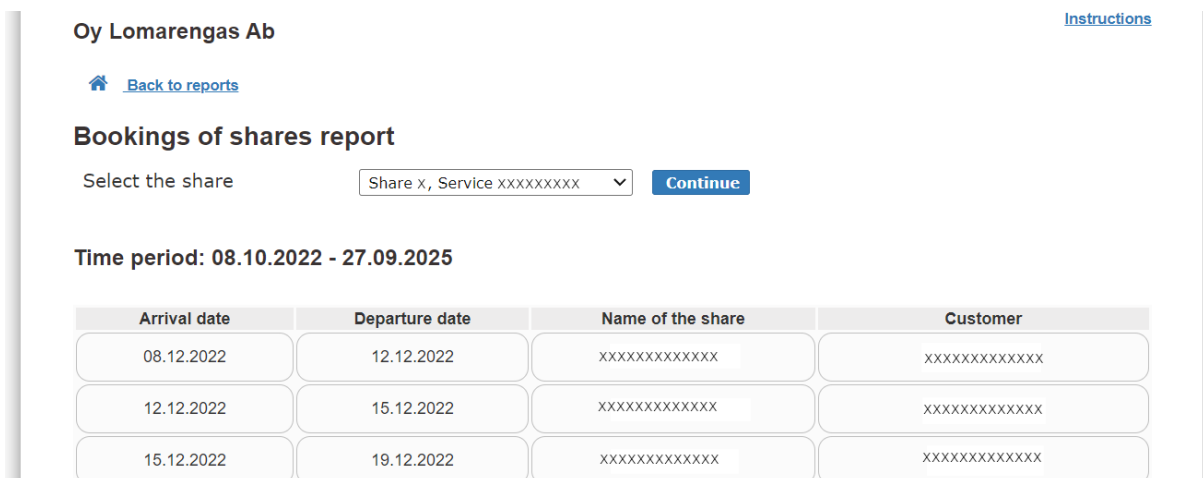 Instructions
Oy Lomarengas Ab
Back to reports
Bookings of shares report
Select the share Share x, Service xxxxxxxxx Continue
Time period: 08.10.2022 - 27.09.2025
Arrival date Departure date Name of the share Customer
08.12.2022 12.12.2022 xxxxxxxxxxxxx xxxxxxxxxxxxx
12.12.2022 15.12.2022 xxxxxxxxxxxxx xxxxxxxxxxxxx
15.12.2022 19.12.2022 xxxxxxxxxxxxx xxxxxxxxxxxxx